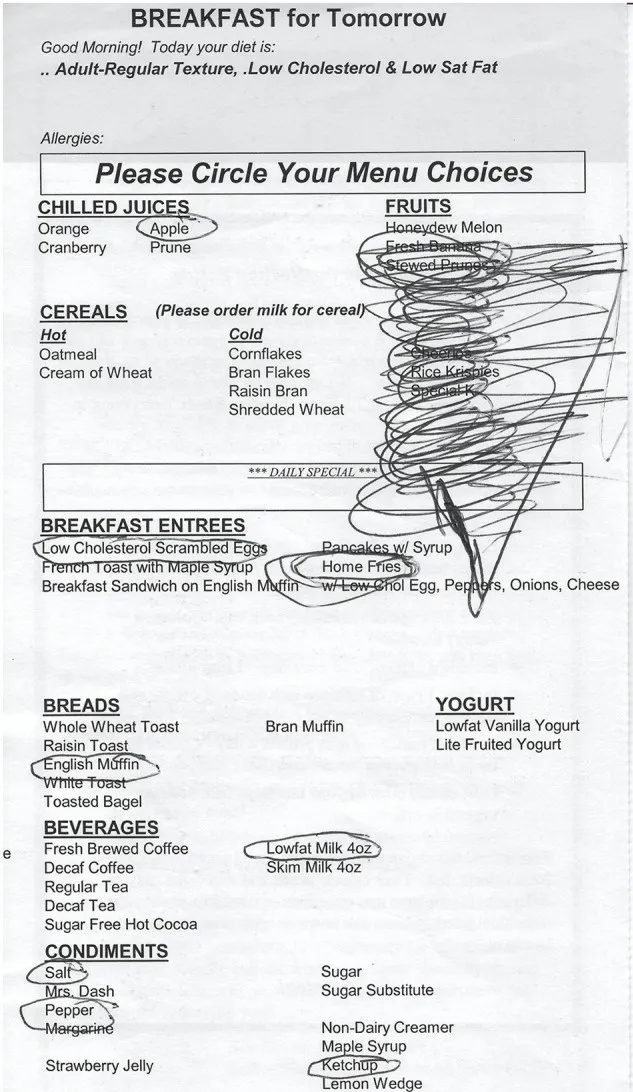 BREAKFAST for Tomorrow
Good Morning! Today your diet is:
.. Adult-Regular Texture, .Low Cholesterol & Low Sat Fat
Allergies:
Please Circle Your Menu Choices
CHILLED JUICES
Orange Apple
Cranberry Prune
FRUITS
Honeydew Melon
Fresh Banana
Stewed Prunes
CEREALS (Please order milk for cereal)
Hot
Oatmeal
Cream of Wheat
Cold
Cornflakes Cheerios
Bran Flakes Rice Krispies
Raisin Bran Special K
Shredded Wheat
*** DAILY SPECIAL ***
BREAKFAST ENTREES
Low Cholesterol Scrambled Eggs Pancakes w/ Syrup
French Toast with Maple Syrup Home Fries
Breakfast Sandwich on English Muffin w/ Low Chol Egg, Peppers, Onions, Cheese
BREADS
Whole Wheat Toast Bran Muffin
Raisin Toast
English Muffin
White Toast
Toasted Bagel
YOGURT
Lowfat Vanilla Yogurt
Lite Fruited Yogurt
BEVERAGES
Fresh Brewed Coffee Lowfat Milk 4oz
e
Decaf Coffee Skim Milk 4oz
Regular Tea
Decaf Tea
Sugar Free Hot Cocoa
CONDIMENTS
Salt Sugar
Mrs. Dash Sugar Substitute
Pepper
Margarine Non-Dairy Creamer
Maple Syrup
Strawberry Jelly Ketchup
Lemon Wedge